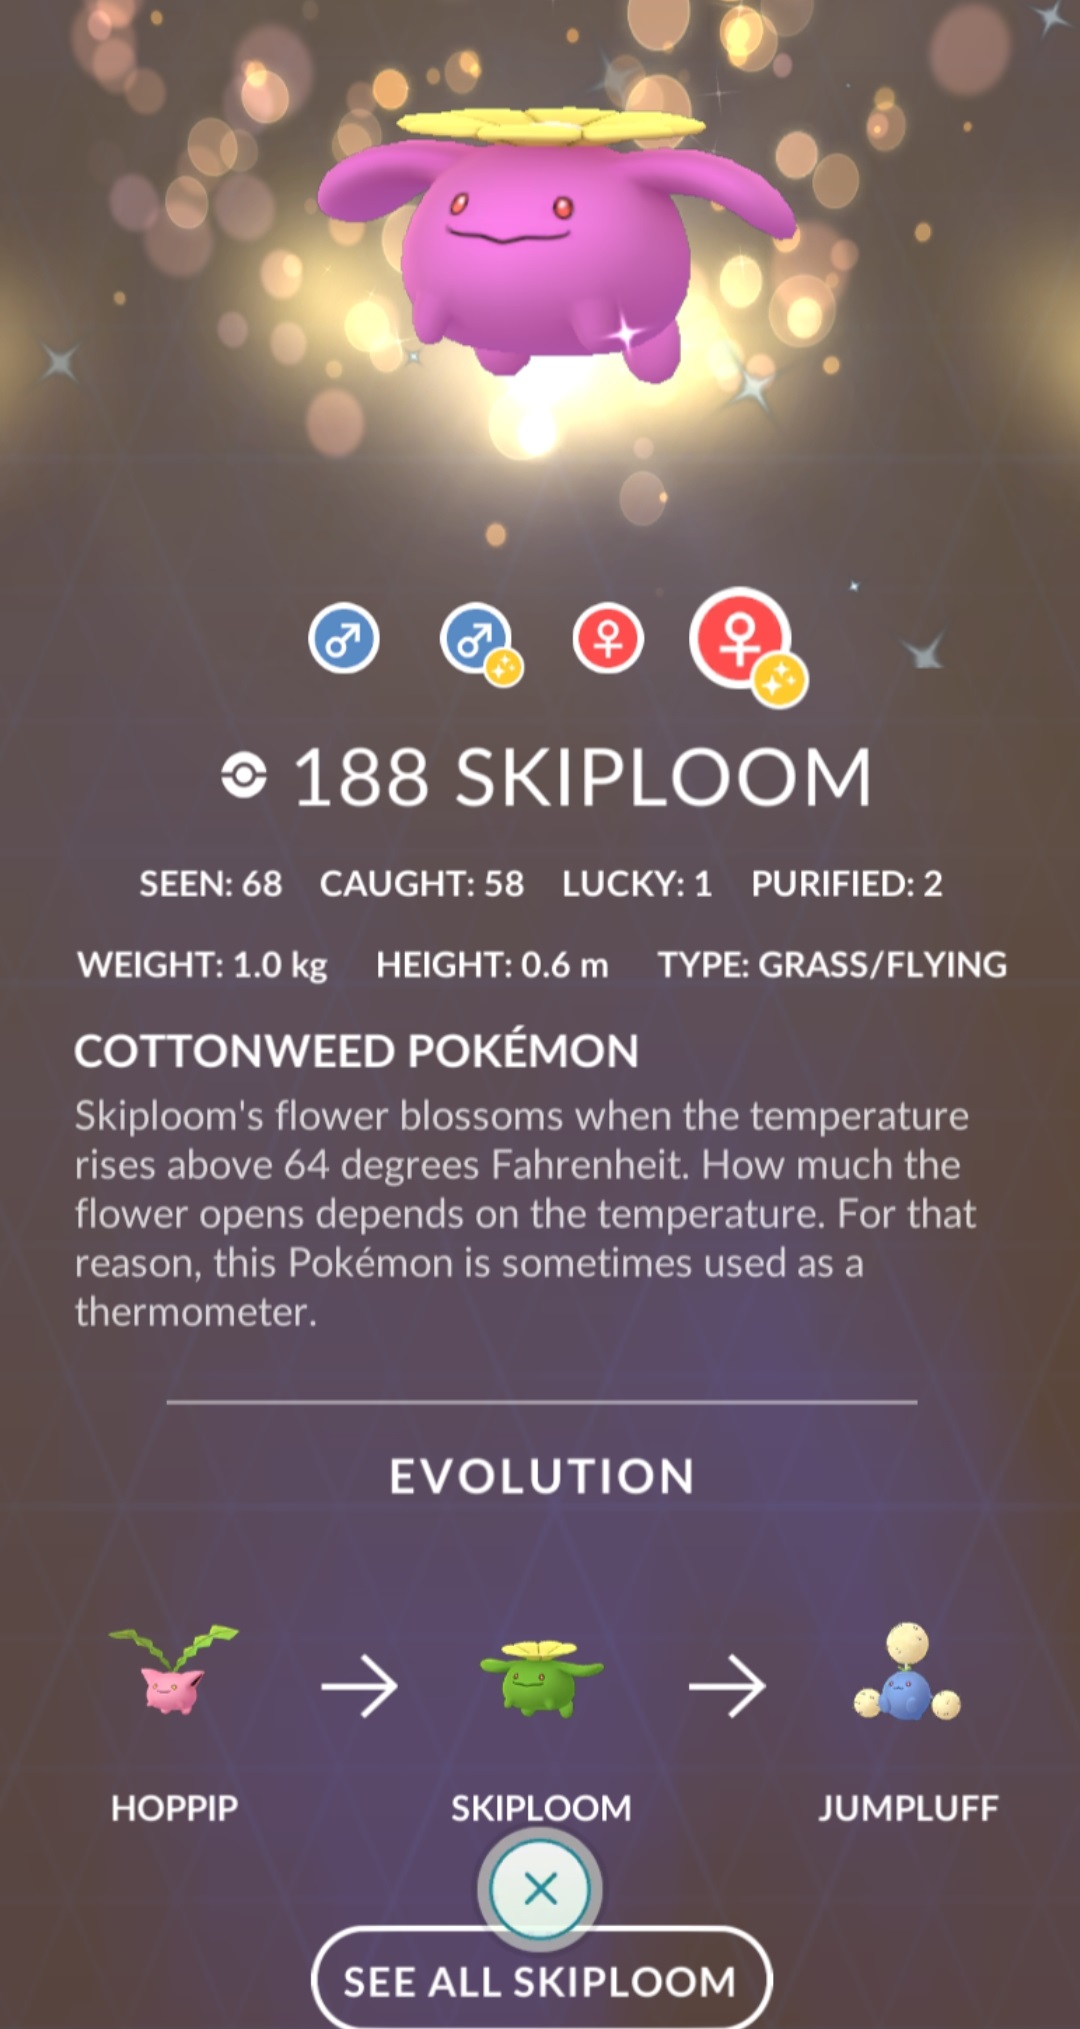 188 SKIPLOOM
SEEN: 68 CAUGHT: 58 LUCKY: 1 PURIFIED: 2
WEIGHT: 1.0 kg HEIGHT: 0.6 m TYPE: GRASS/FLYING
COTTONWEED POKÉMON
Skiploom's flower blossoms when the temperature
rises above 64 degrees Fahrenheit. How much the
flower opens depends on the temperature. For that
reason, this Pokémon is sometimes used as a
thermometer.
EVOLUTION
HOPPIP SKIPLOOM JUMPLUFF
SEE ALL SKIPLOOM